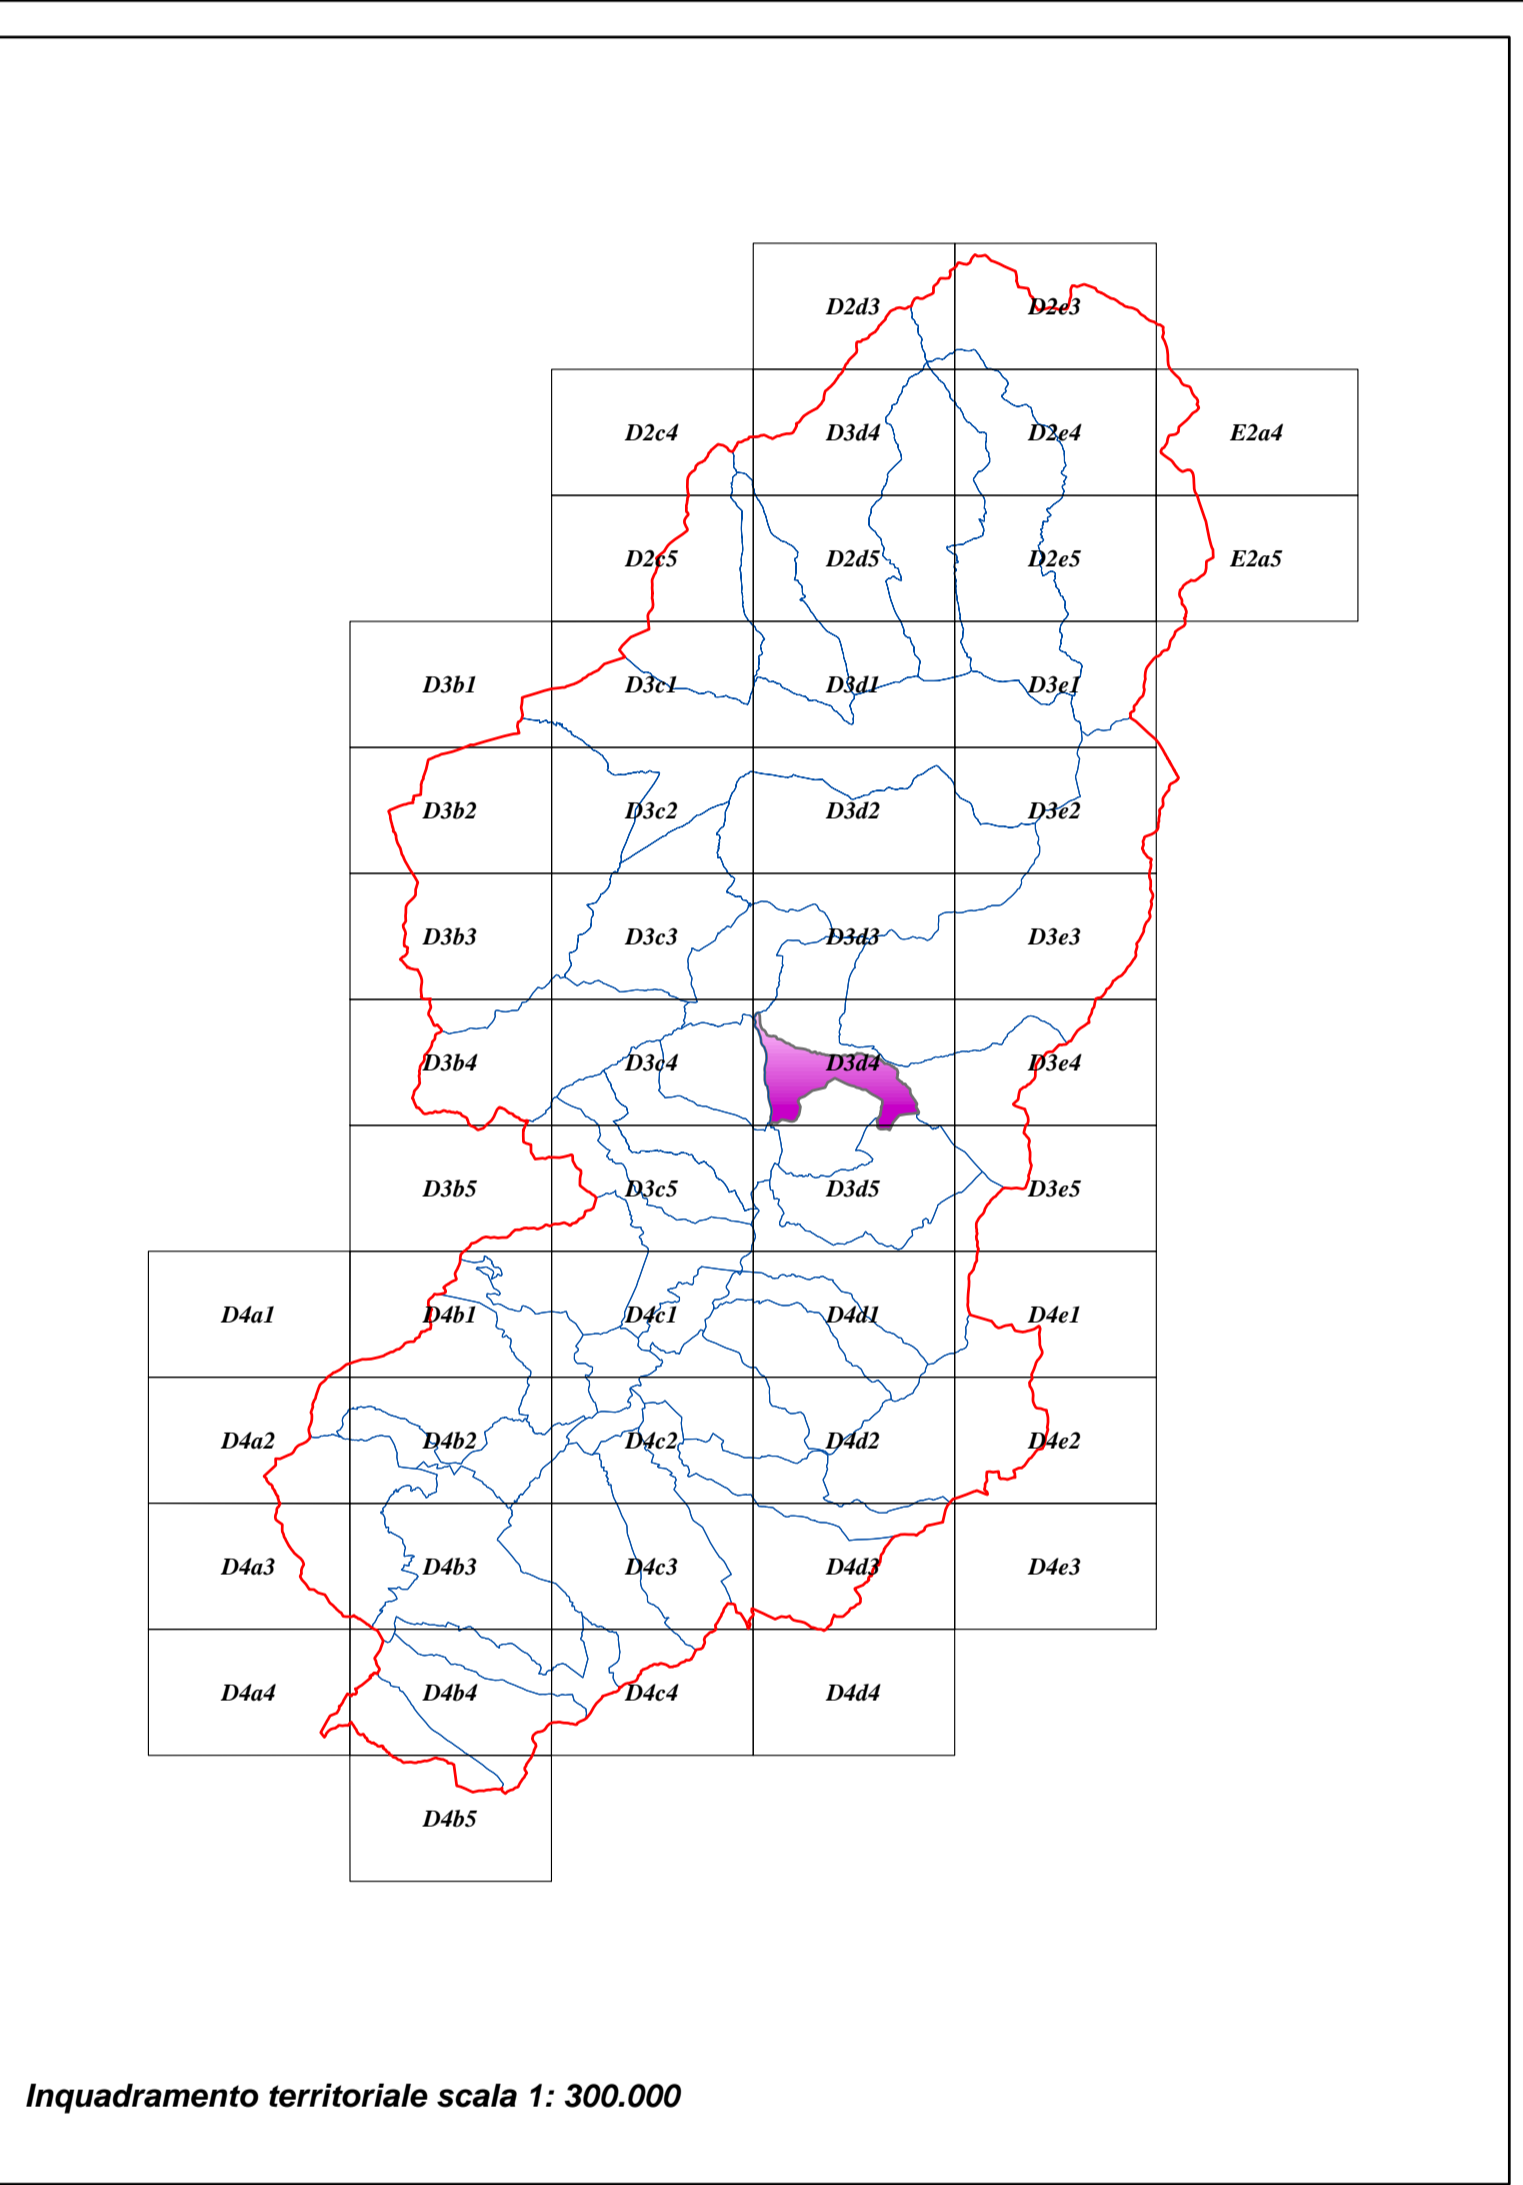 D2d3 D2e3
D2c4 D3d4 D2e4 E2a4
D2c5 D2d5 D2e5 E2a5
D3b1 D3c1 D3d1 D3e1
D3b2 D3c2 D3d2 D3e2
D3b3 D3c3 D3d3 D3e3
D3b4 D3c4 D3d4 D3e4
D3b5 D3c5 D3d5 D3e5
D4a1 D4b1 D4c1 D4d1 D4e1
D4a2 D4b2 D4c2 D4d2 D4e2
D4a3 D4b3 D4c3 D4d3 D4e3
D4a4 D4b4 D4c4 D4d4
D4b5
Inquadramento territoriale scala 1: 300.000